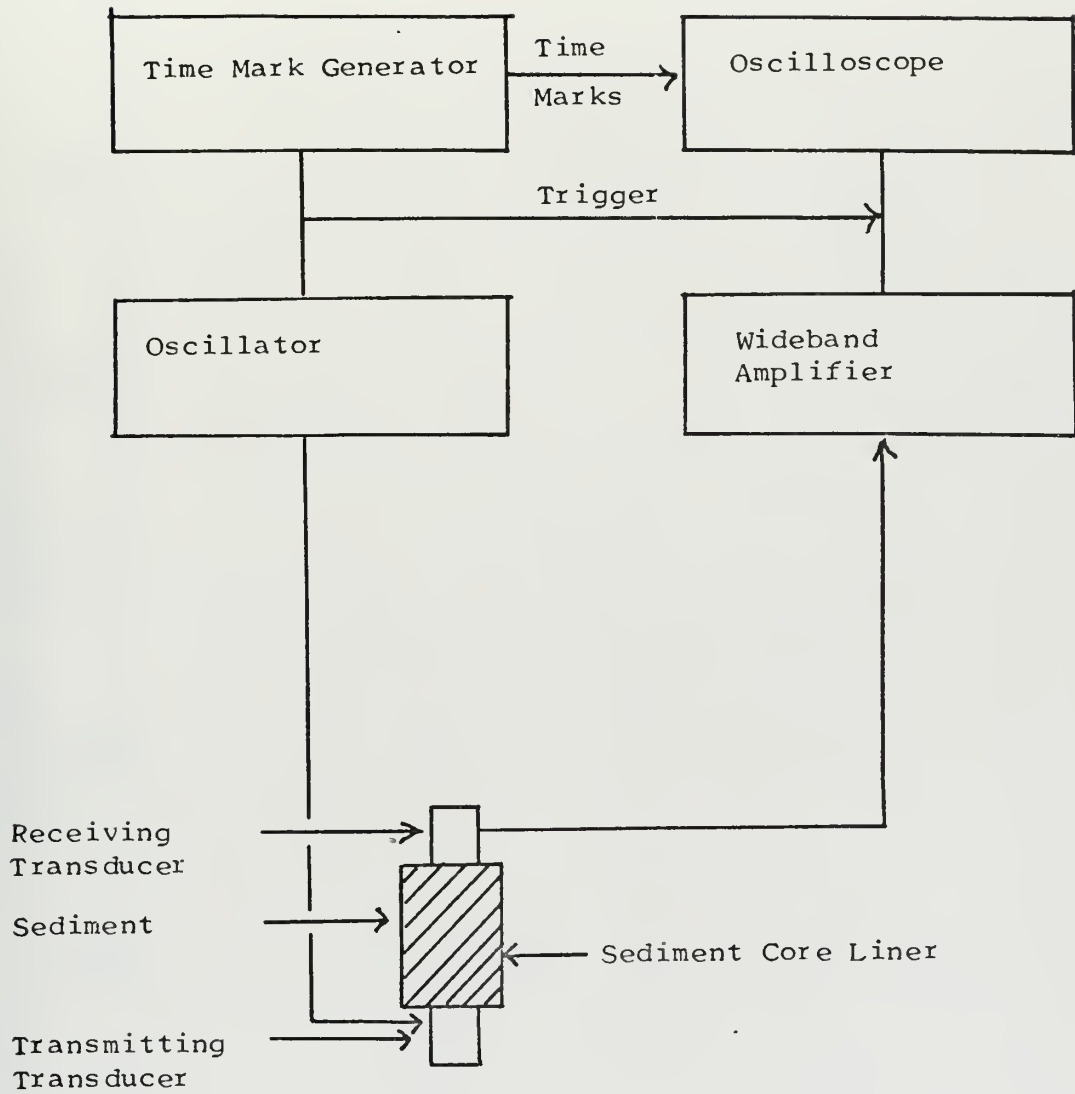 Time Mark Generator
Time
Marks
Oscilloscope
Trigger
Oscillator
Wideband
Amplifier
Receiving
Transducer
Sediment
Sediment Core Liner
Transmitting
Transducer